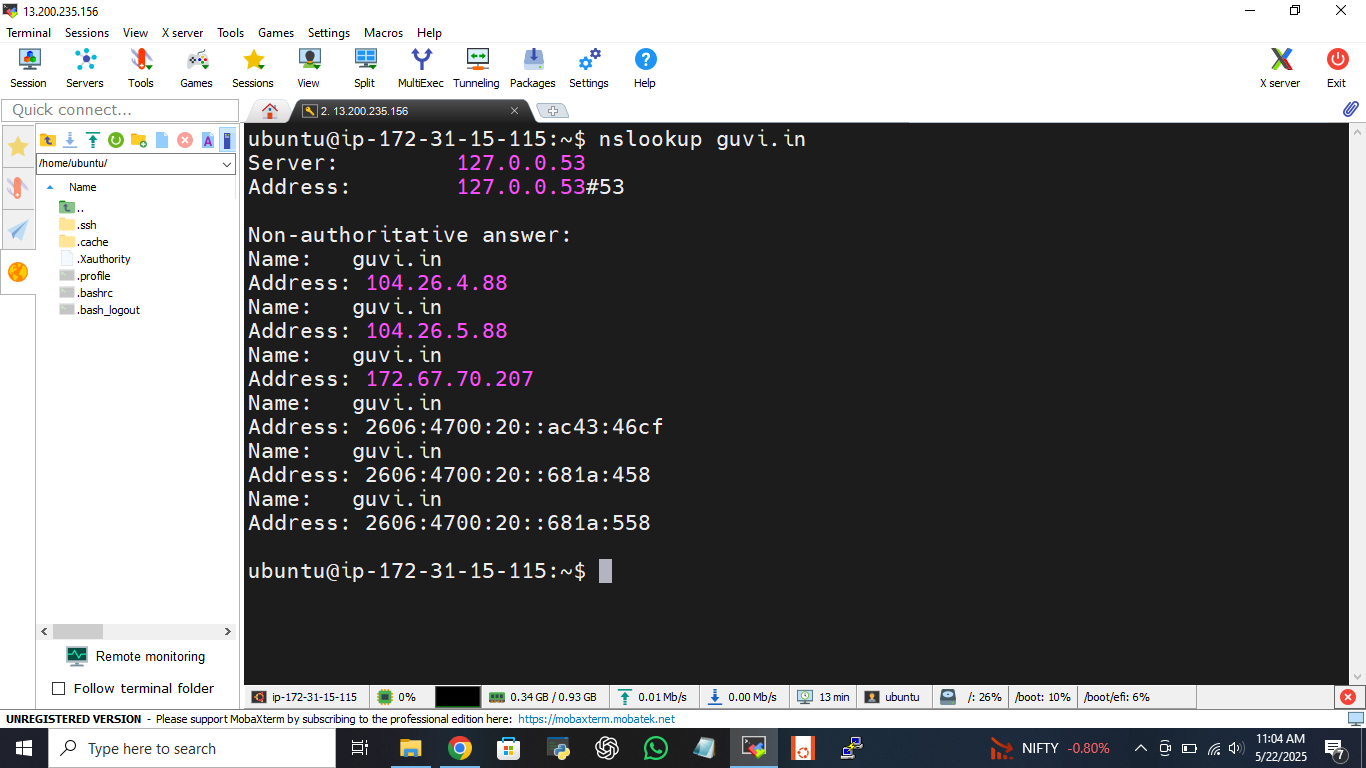 13.200.235.156
Terminal Sessions View X server Tools Games Settings Macros Help
Session Servers Tools Games Sessions View Split MultiExec Tunneling Packages Settings Help X server Exit
Quick connect...
2. 13.200.235.156
/home/ubuntu/
Name
..
.ssh
.cache
.Xauthority
.profile
.bashrc
.bash_logout
Remote monitoring
Follow terminal folder
ubuntu@ip-172-31-15-115:~$ nslookup guvi.in
Server: 127.0.0.53
Address: 127.0.0.53#53
Non-authoritative answer:
Name: guvi.in
Address: 104.26.4.88
Name: guvi.in
Address: 104.26.5.88
Name: guvi.in
Address: 172.67.70.207
Name: guvi.in
Address: 2606:4700:20::ac43:46cf
Name: guvi.in
Address: 2606:4700:20::681a:458
Name: guvi.in
Address: 2606:4700:20::681a:558
ubuntu@ip-172-31-15-115:~$
ip-172-31-15-115 0% 0.34 GB / 0.93 GB 0.01 Mb/s 0.00 Mb/s 13 min ubuntu /: 26% /boot: 10% /boot/efi: 6%
UNREGISTERED VERSION - Please support MobaXterm by subscribing to the professional edition here: https://mobaxterm.mobatek.net
Type here to search
NIFTY -0.80%
11:04 AM
5/22/2025
7